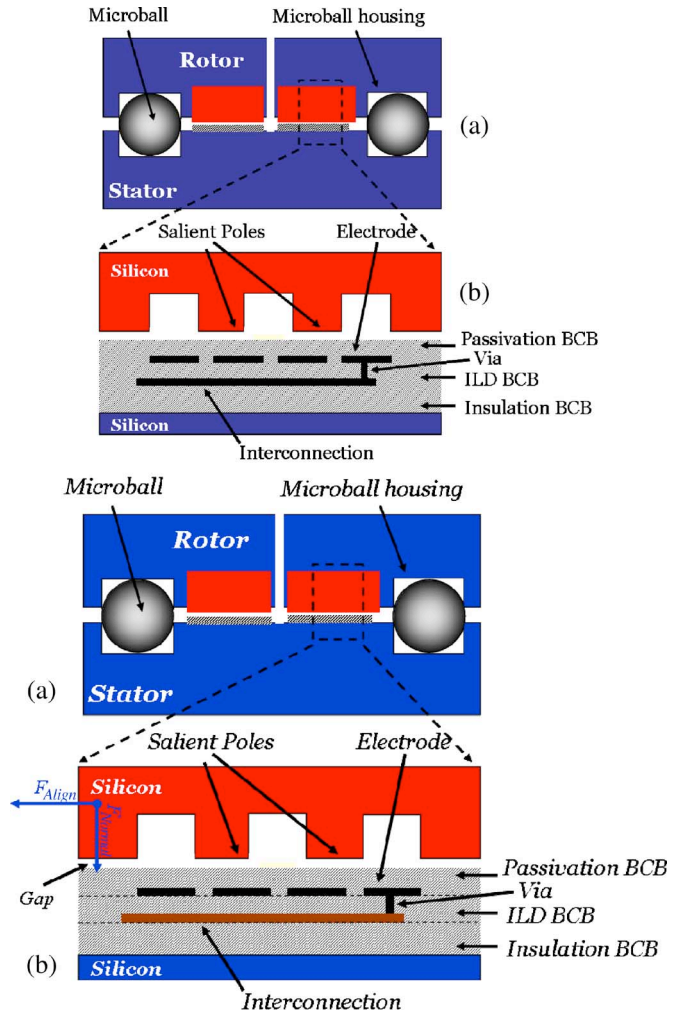 Microball
Microball housing
Rotor
(a)
Stator
Salient Poles
Electrode
Silicon
(b)
Passivation BCB
Via
ILD BCB
Insulation BCB
Silicon
Interconnection
Microball
Microball housing
Rotor
(a)
Stator
Salient Poles
Electrode
F_Align
Silicon
F_Normal
Gap
Passivation BCB
Via
ILD BCB
Insulation BCB
(b)
Silicon
Interconnection